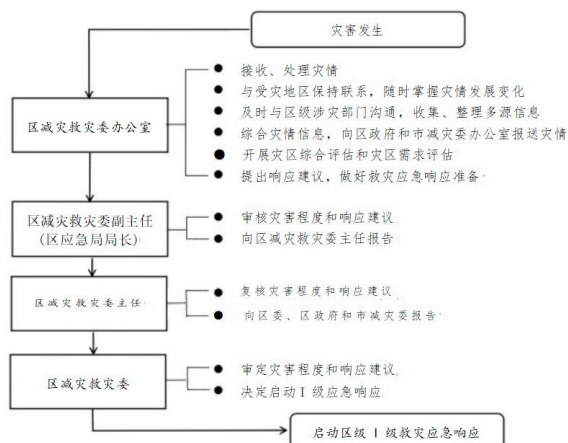 灾害发生
接收、处理灾情
与受灾地区保持联系，随时掌握灾情发展变化
及时与区级涉灾部门沟通，收集、整理多源信息
区减灾救灾委办公室
综合灾情信息，向区政府和市减灾委办公室报送灾情
开展灾区综合评估和灾区需求评估
提出响应建议，做好救灾应急响应准备
区减灾救灾委副主任
(区应急局局长)
审核灾害程度和响应建议
向区减灾救灾委主任报告
区减灾救灾委主任
复核灾害程度和响应建议
向区委、区政府和市减灾委报告
区减灾救灾委
审定灾害程度和响应建议
决定启动Ⅰ级应急响应
启动区级Ⅰ级救灾应急响应